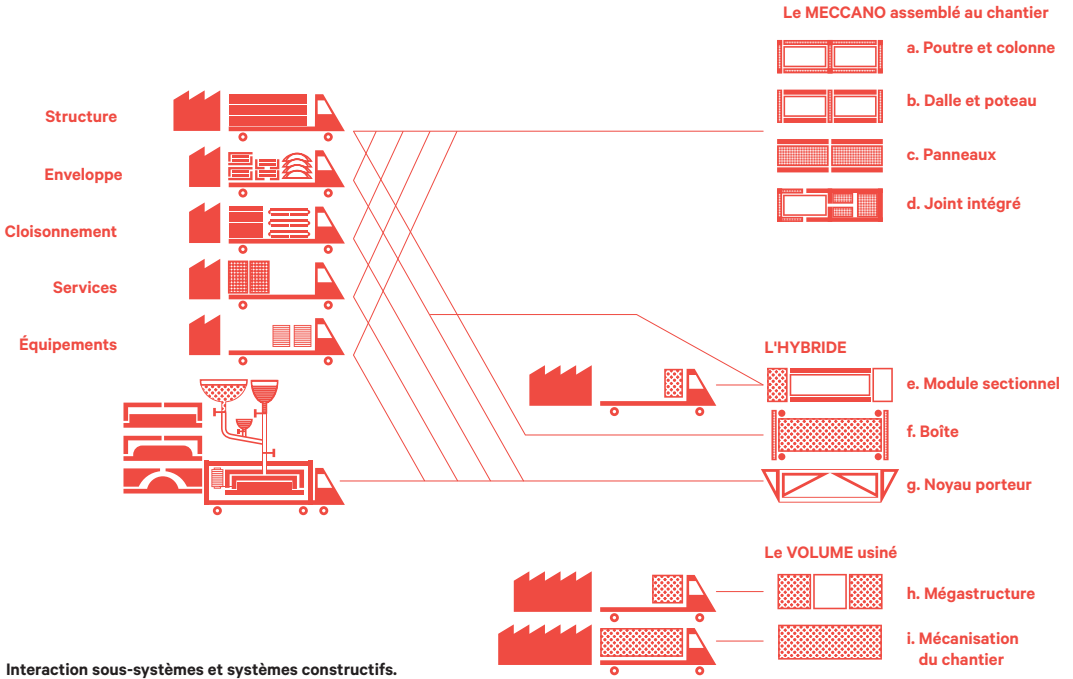 Le MECCANO assemblé au chantier
a. Poutre et colonne
b. Dalle et poteau
c. Panneaux
d. Joint intégré
Structure
Enveloppe
Cloisonnement
Services
Équipements
L'HYBRIDE
e. Module sectionnel
f. Boîte
g. Noyau porteur
Le VOLUME usiné
h. Mégastructure
i. Mécanisation
du chantier
Interaction sous-systèmes et systèmes constructifs.